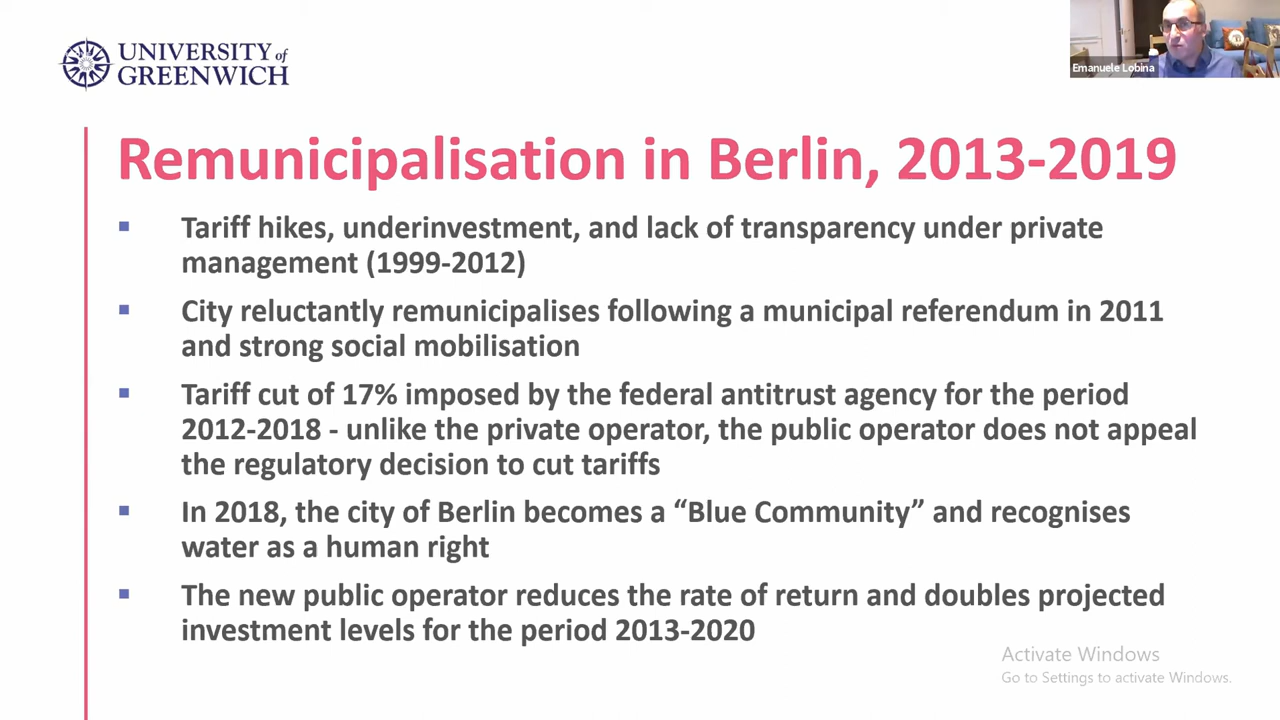 UNIVERSITY of
GREENWICH
Emanuele Lobina
Remunicipalisation in Berlin, 2013-2019
Tariff hikes, underinvestment, and lack of transparency under private
management (1999-2012)
City reluctantly remunicipalises following a municipal referendum in 2011
and strong social mobilisation
Tariff cut of 17% imposed by the federal antitrust agency for the period
2012-2018 - unlike the private operator, the public operator does not appeal
the regulatory decision to cut tariffs
In 2018, the city of Berlin becomes a “Blue Community” and recognises
water as a human right
The new public operator reduces the rate of return and doubles projected
investment levels for the period 2013-2020
Activate Windows
Go to Settings to activate Windows.